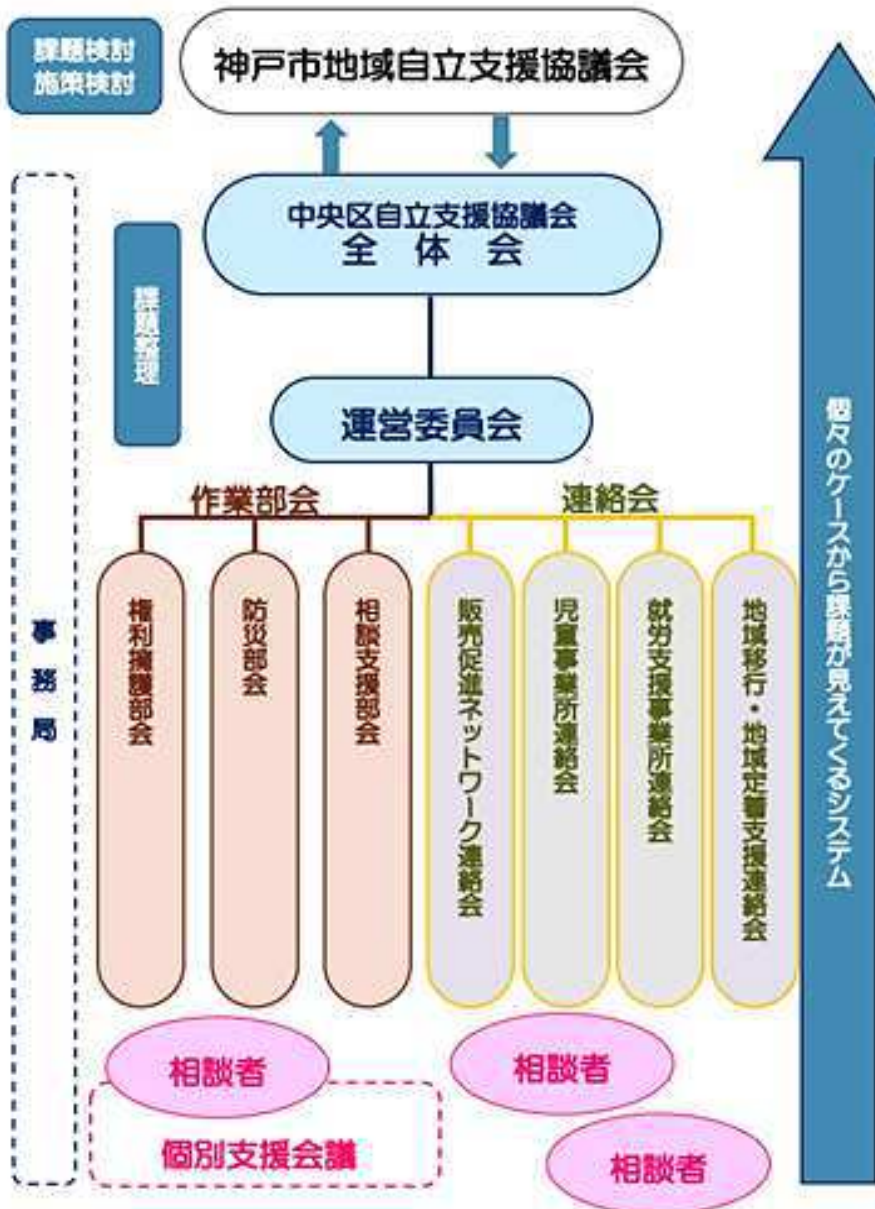 課題検討
施策検討
神戸市地域自立支援協議会
中央区自立支援協議会
全体会
課題整理
運営委員会
作業部会
連絡会
事務局
権利擁護部会
防災部会
相談支援部会
販売促進ネットワーク連絡会
児童事業所連絡会
就労支援事業所連絡会
地域移行・地域定着支援連絡会
個々のケースから課題が見えてくるシステム
相談者
相談者
個別支援会議
相談者